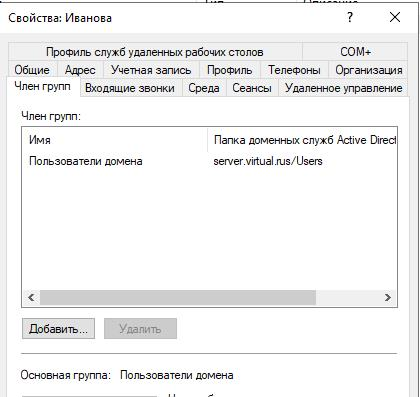 Свойства: Иванова ? ×
Профиль служб удаленных рабочих столов COM+
Общие Адрес Учетная запись Профиль Телефоны Организация
Член групп Входящие звонки Среда Сеансы Удаленное управление
Член групп:
Имя Папка доменных служб Active Direct
Пользователи домена server.virtual.rus/Users
Добавить... Удалить
Основная группа: Пользователи домена